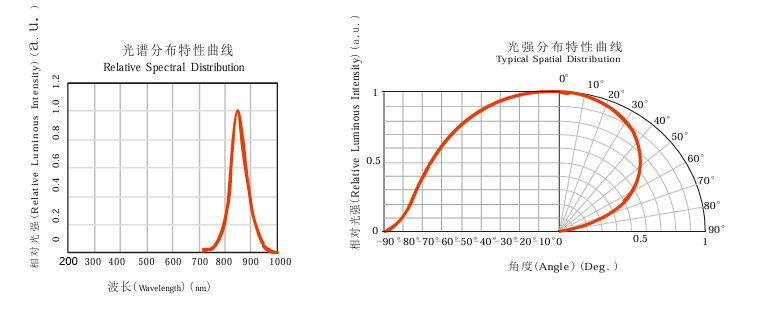 光谱分布特性曲线
Relative Spectral Distribution
相对光强(Relative Luminous Intensity) (a.u.)
1.2
1.0
0.8
0.6
0.4
0.2
0
200 300 400 500 600 700 800 900 1000
波长(Wavelength) (nm)
光强分布特性曲线
Typical Spatial Distribution
相对光强(Relative Luminous Intensity) (a.u.)
1
0.5
0
0° 10° 20° 30° 40° 50° 60° 70° 80° 90°
-90°-80°-70°-60°-50°-40°-30°-20°-10°0 0.5 1
角度(Angle) (Deg.)